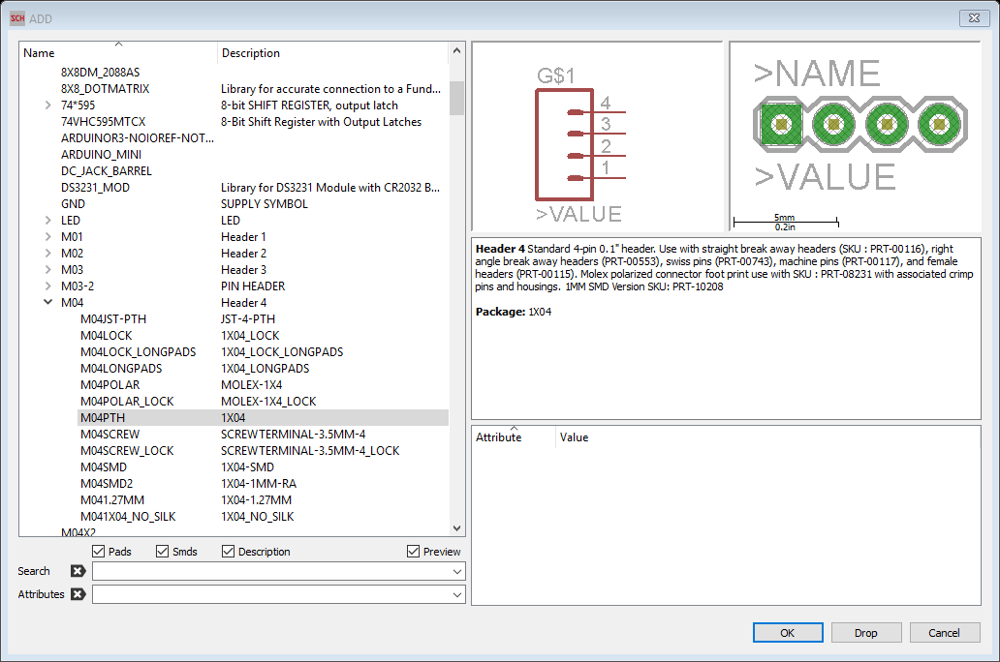 SCH ADD
Name Description
8X8DM_2088AS
8X8_DOTMATRIX Library for accurate connection to a Fund...
74*595 8-bit SHIFT REGISTER, output latch
74VHC595MTCX 8-Bit Shift Register with Output Latches
ARDUINOR3-NOIOREF-NOT...
ARDUINO_MINI
DC_JACK_BARREL
DS3231_MOD Library for DS3231 Module with CR2032 B...
GND SUPPLY SYMBOL
LED LED
M01 Header 1
M02 Header 2
M03 Header 3
M03-2 PIN HEADER
M04 Header 4
M04JST-PTH JST-4-PTH
M04LOCK 1X04_LOCK
M04LOCK_LONGPADS 1X04_LOCK_LONGPADS
M04LONGPADS 1X04_LONGPADS
M04POLAR MOLEX-1X4
M04POLAR_LOCK MOLEX-1X4_LOCK
M04PTH 1X04
M04SCREW SCREWTERMINAL-3.5MM-4
M04SCREW_LOCK SCREWTERMINAL-3.5MM-4_LOCK
M04SMD 1X04-SMD
M04SMD2 1X04-1MM-RA
M041.27MM 1X04-1.27MM
M041X04_NO_SILK 1X04_NO_SILK
M04X2
Pads Smds Description Preview
Search
Attributes
G$1
4
3
2
1
>VALUE
>NAME
>VALUE
5mm
0.2in
Header 4 Standard 4-pin 0.1" header. Use with straight break away headers (SKU : PRT-00116), right
angle break away headers (PRT-00553), swiss pins (PRT-00743), machine pins (PRT-00117), and female
headers (PRT-00115). Molex polarized connector foot print use with SKU : PRT-08231 with associated crimp
pins and housings. 1MM SMD Version SKU: PRT-10208
Package: 1X04
Attribute Value
OK Drop Cancel